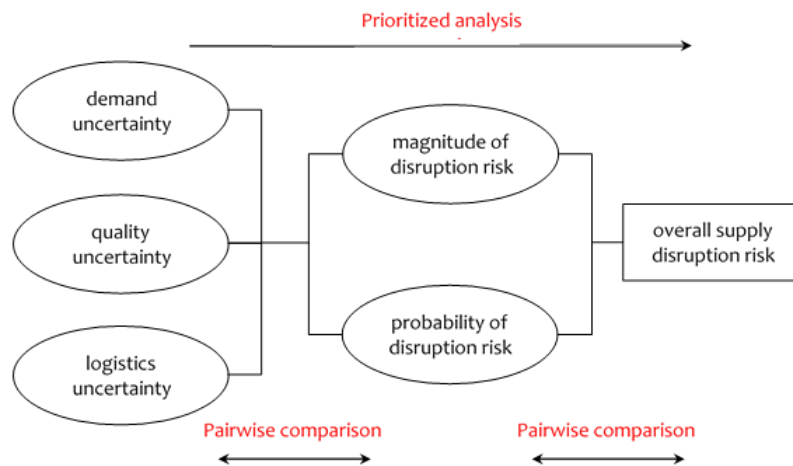 Prioritized analysis
demand
uncertainty
quality
uncertainty
logistics
uncertainty
magnitude of
disruption risk
probability of
disruption risk
overall supply
disruption risk
Pairwise comparison
Pairwise comparison